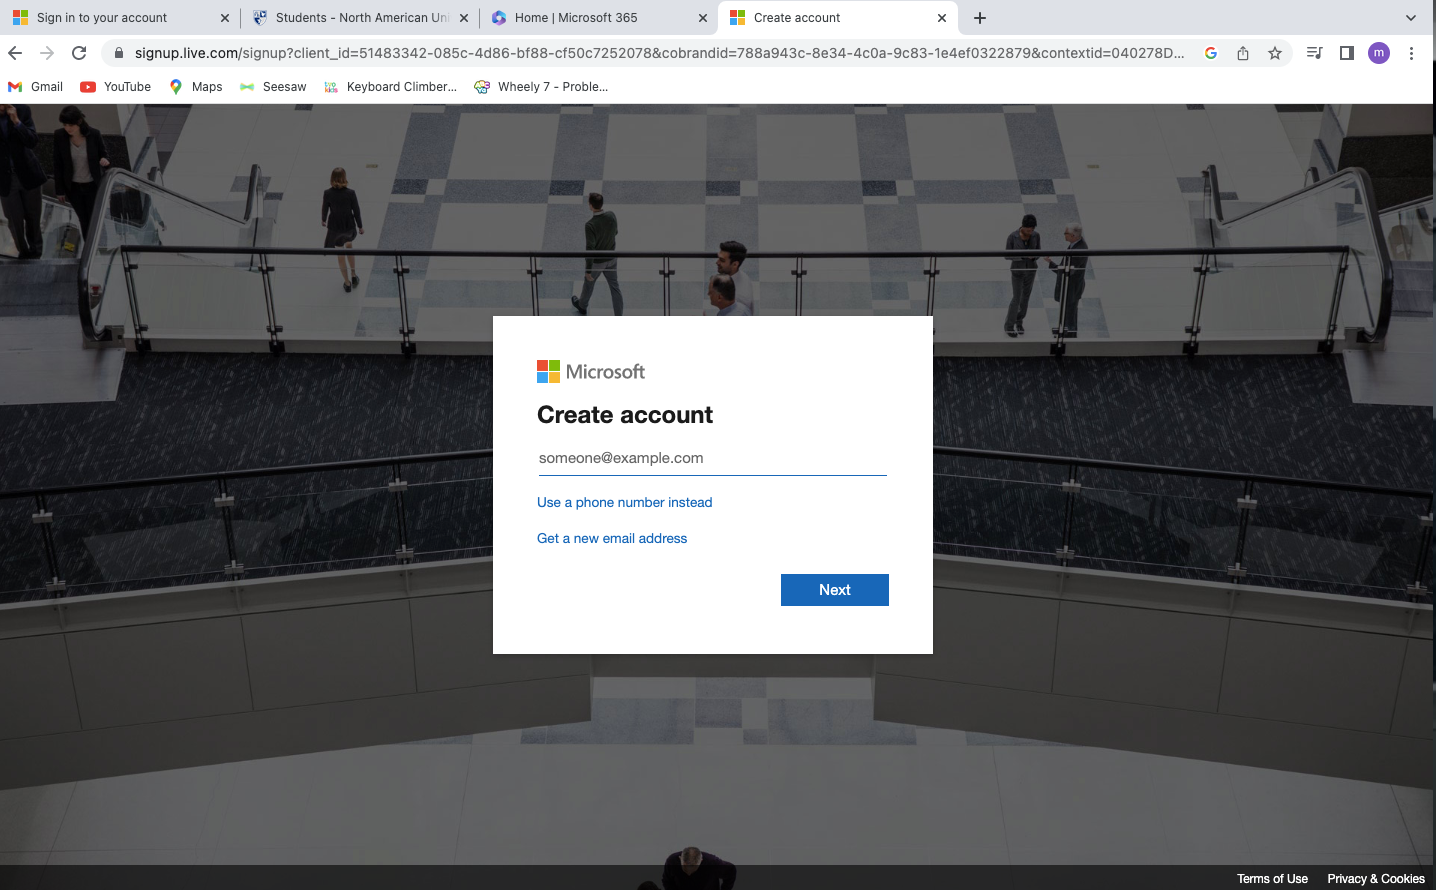 Sign in to your account
Students - North American Uni
Home | Microsoft 365
Create account
signup.live.com/signup?client_id=51483342-085c-4d86-bf88-cf50c7252078&cobrandid=788a943c-8e34-4c0a-9c83-1e4ef0322879&contextid=040278D...
m
Gmail
YouTube
Maps
Seesaw
Keyboard Climber...
Wheely 7 - Proble...
Microsoft
Create account
someone@example.com
Use a phone number instead
Get a new email address
Next
Terms of Use
Privacy & Cookies